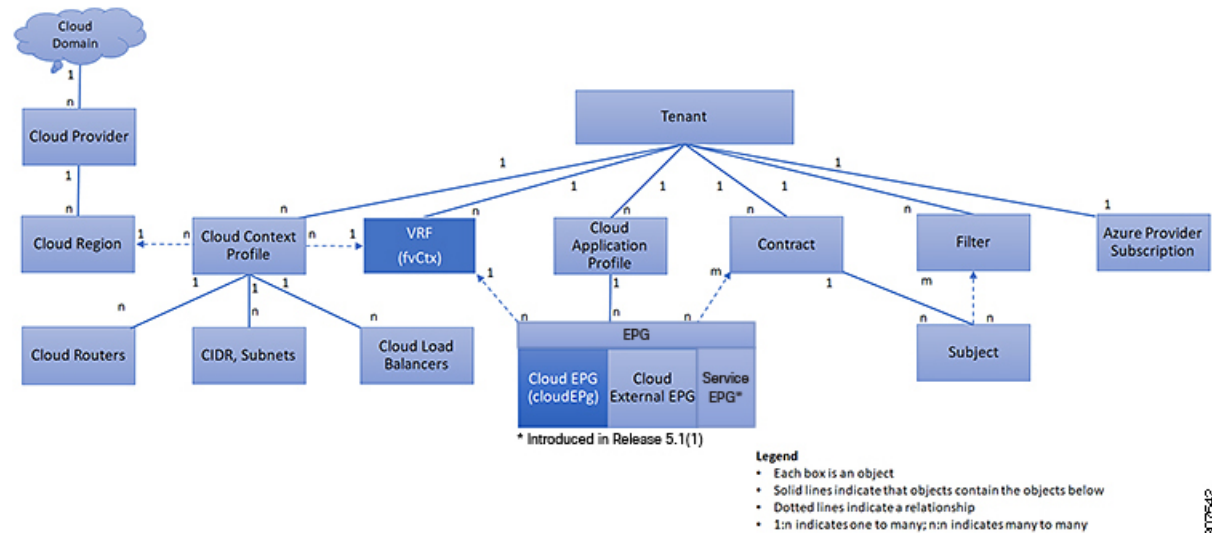 Cloud
Domain
1
n
Cloud Provider
Tenant
1
n
1
1
1
1
1
1
n
n
n
n
n
1
Cloud Region
1
n
Cloud Context
Profile
n
1
VRF
(fvCtx)
Cloud
Application
Profile
Contract
Filter
Azure Provider
Subscription
1
1
1
n
n
n
1
n
1
n
m
n
1
n
m
n
Cloud Routers
CIDR, Subnets
Cloud Load
Balancers
EPG
Cloud EPG
(cloudEPg)
Cloud
External EPG
Service
EPG*
Subject
* Introduced in Release 5.1(1)
Legend
• Each box is an object
• Solid lines indicate that objects contain the objects below
• Dotted lines indicate a relationship
• 1:n indicates one to many; n:n indicates many to many